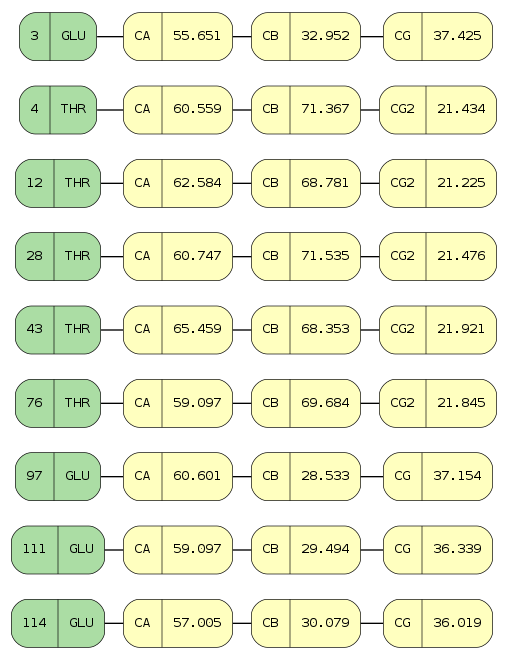 3 GLU CA 55.651 CB 32.952 CG 37.425
4 THR CA 60.559 CB 71.367 CG2 21.434
12 THR CA 62.584 CB 68.781 CG2 21.225
28 THR CA 60.747 CB 71.535 CG2 21.476
43 THR CA 65.459 CB 68.353 CG2 21.921
76 THR CA 59.097 CB 69.684 CG2 21.845
97 GLU CA 60.601 CB 28.533 CG 37.154
111 GLU CA 59.097 CB 29.494 CG 36.339
114 GLU CA 57.005 CB 30.079 CG 36.019